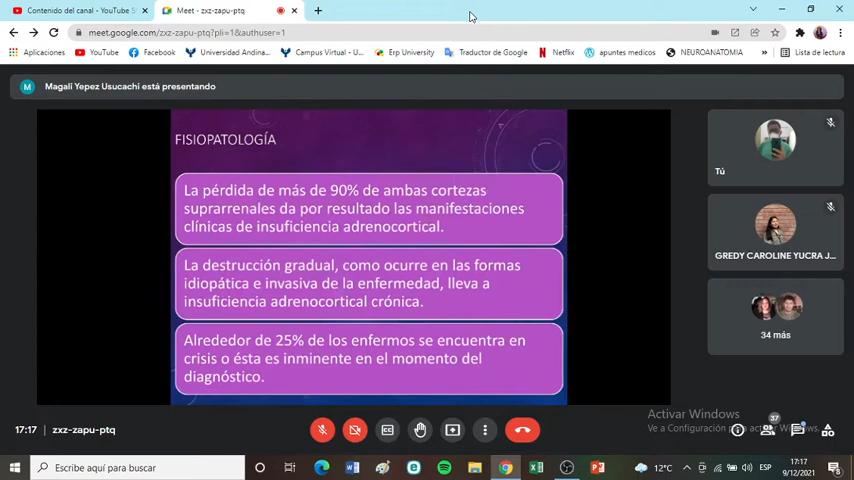 Contenido del canal - YouTube S
Meet - zxz-zapu-ptq
meet.google.com/zxz-zapu-ptq?pli=1&authuser=1
Aplicaciones
YouTube
Facebook
Universidad Andina...
Campus Virtual - U...
Erp University
Traductor de Google
Netflix
apuntes medicos
NEUROANATOMIA
Lista de lectura
M
Magali Yepez Usucachi está presentando
FISIOPATOLOGÍA
La pérdida de más de 90% de ambas cortezas
suprarrenales da por resultado las manifestaciones
clínicas de insuficiencia adrenocortical.
La destrucción gradual, como ocurre en las formas
idiopática e invasiva de la enfermedad, lleva a
insuficiencia adrenocortical crónica.
Alrededor de 25% de los enfermos se encuentra en
crisis o ésta es inminente en el momento del
diagnóstico.
Tú
GREDY CAROLINE YUCRA J...
34 más
Activar Windows
Ve a Configuración para activar Windows.
17:17
zxz-zapu-ptq
37
Escribe aquí para buscar
12°C
ESP
17:17
9/12/2021